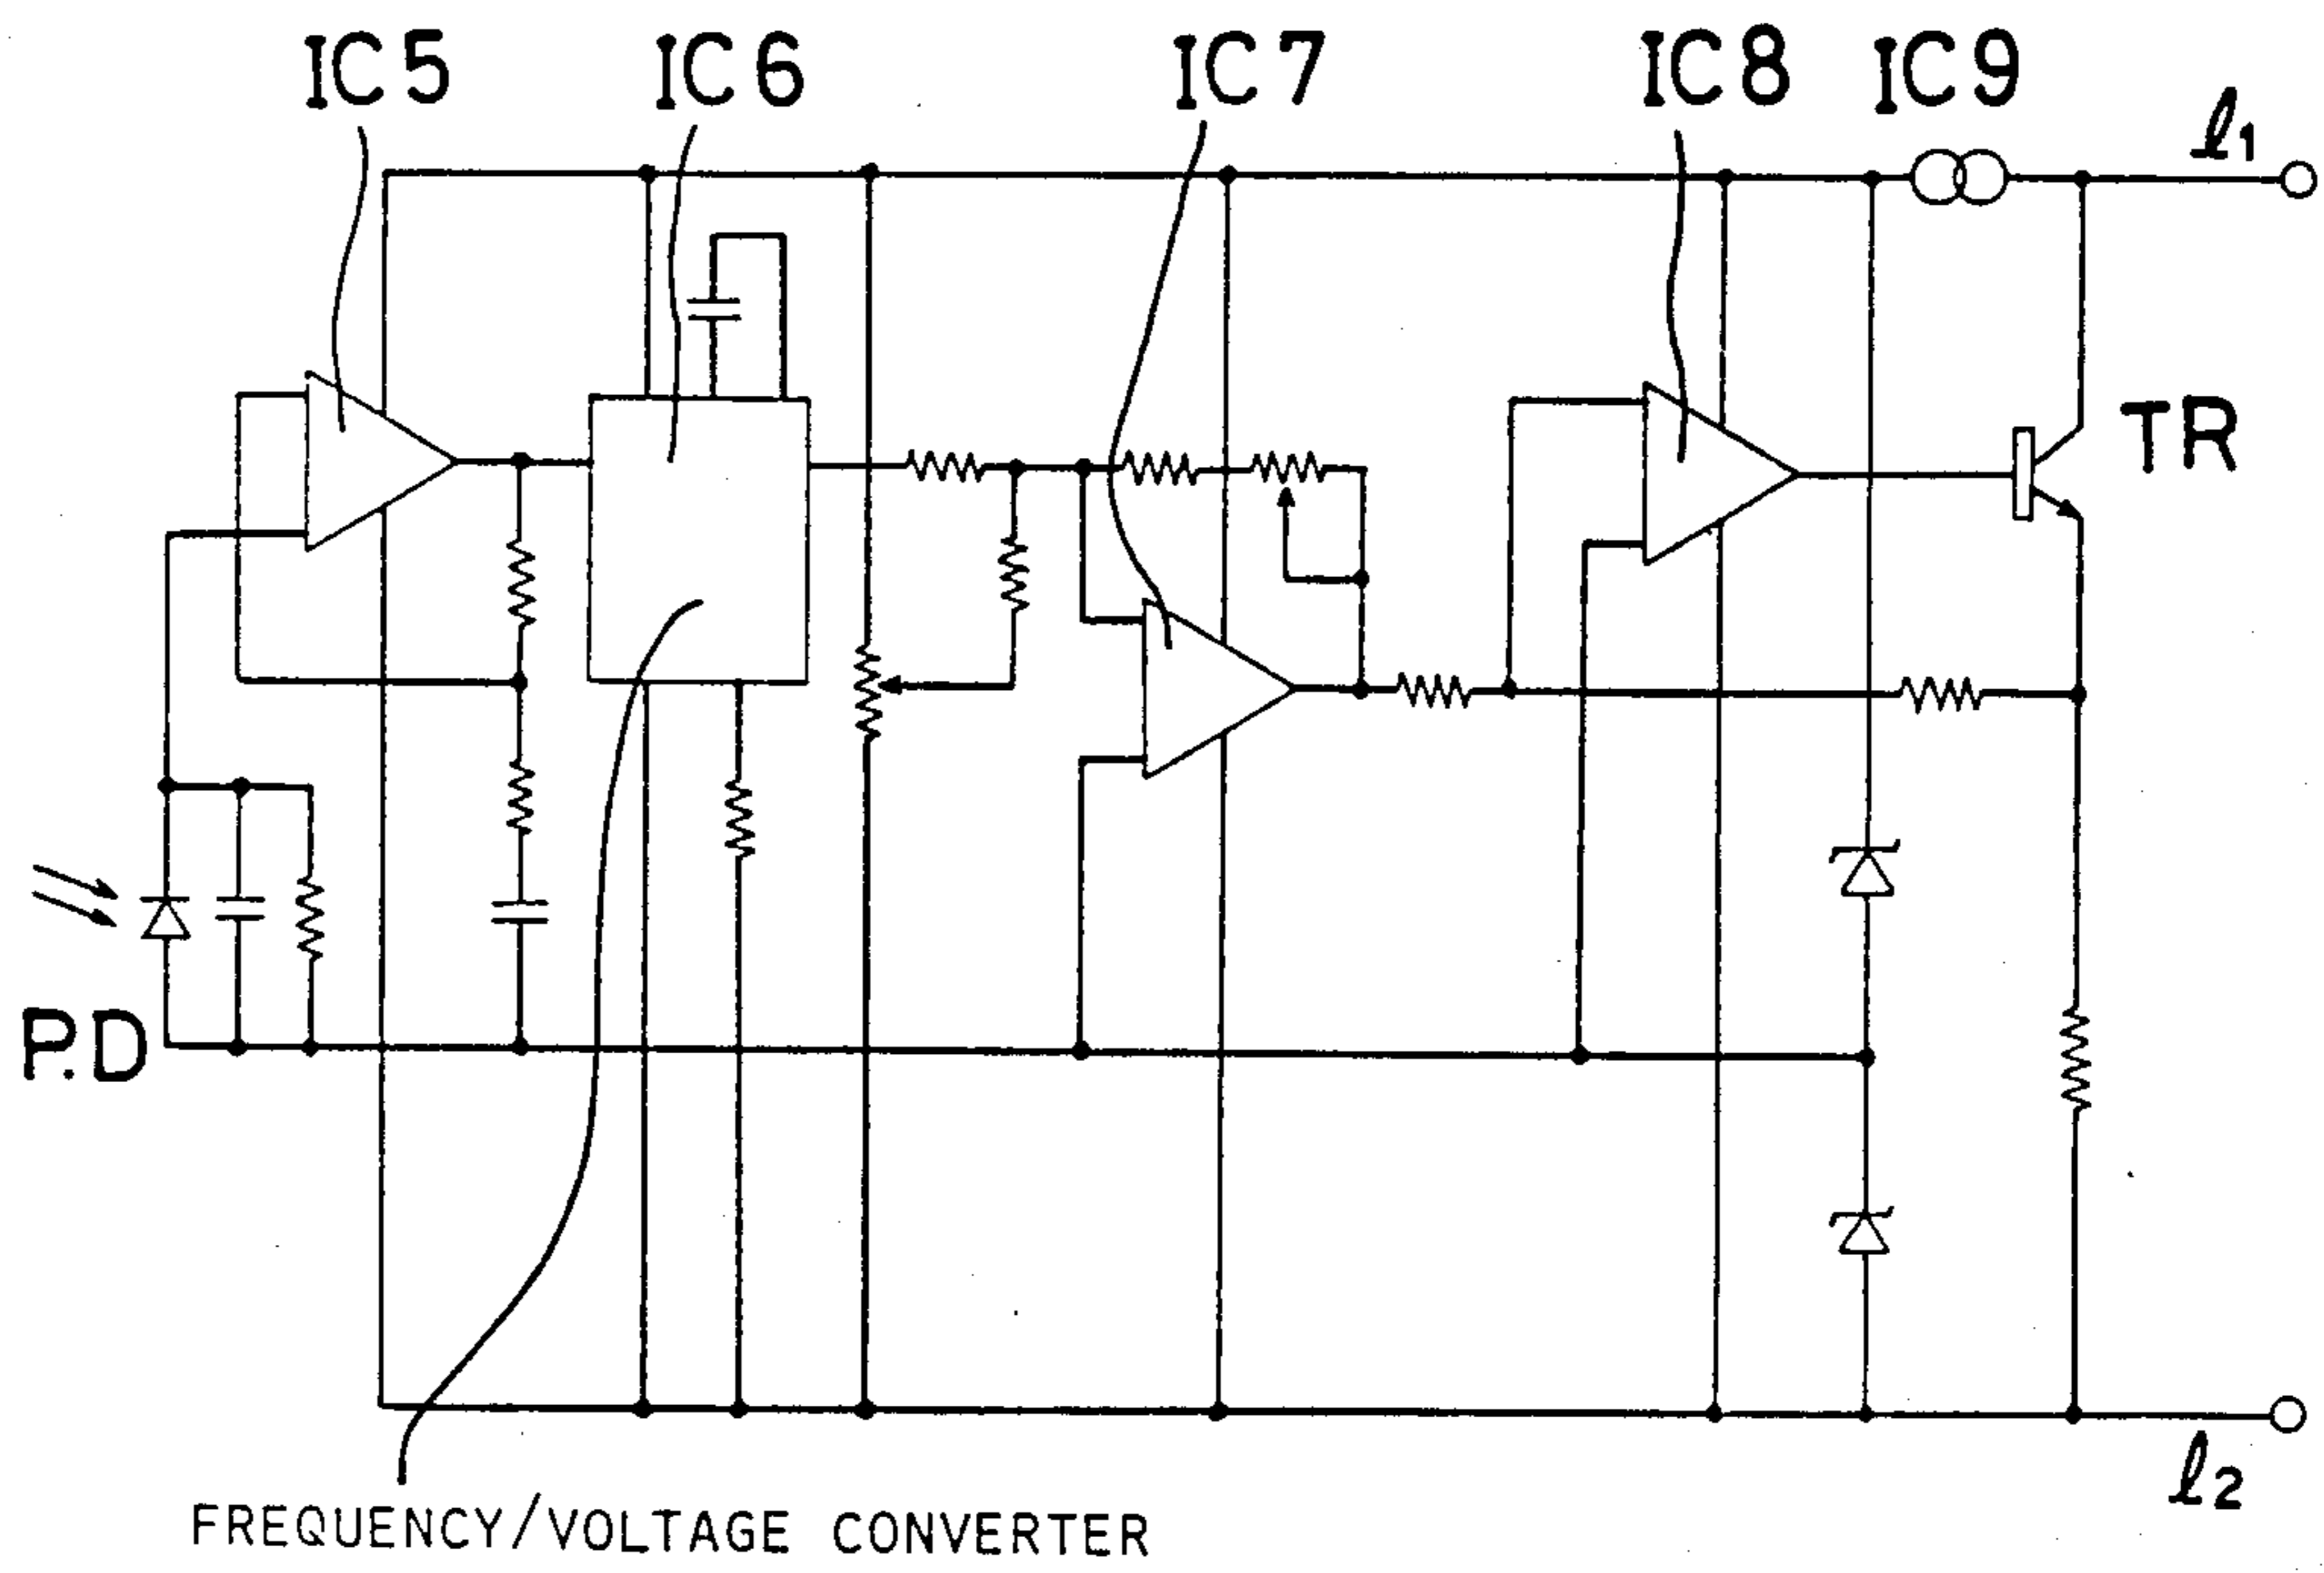 IC5 IC6 IC7 IC8 IC9
ℓ1
TR
P.D
ℓ2
FREQUENCY/VOLTAGE CONVERTER